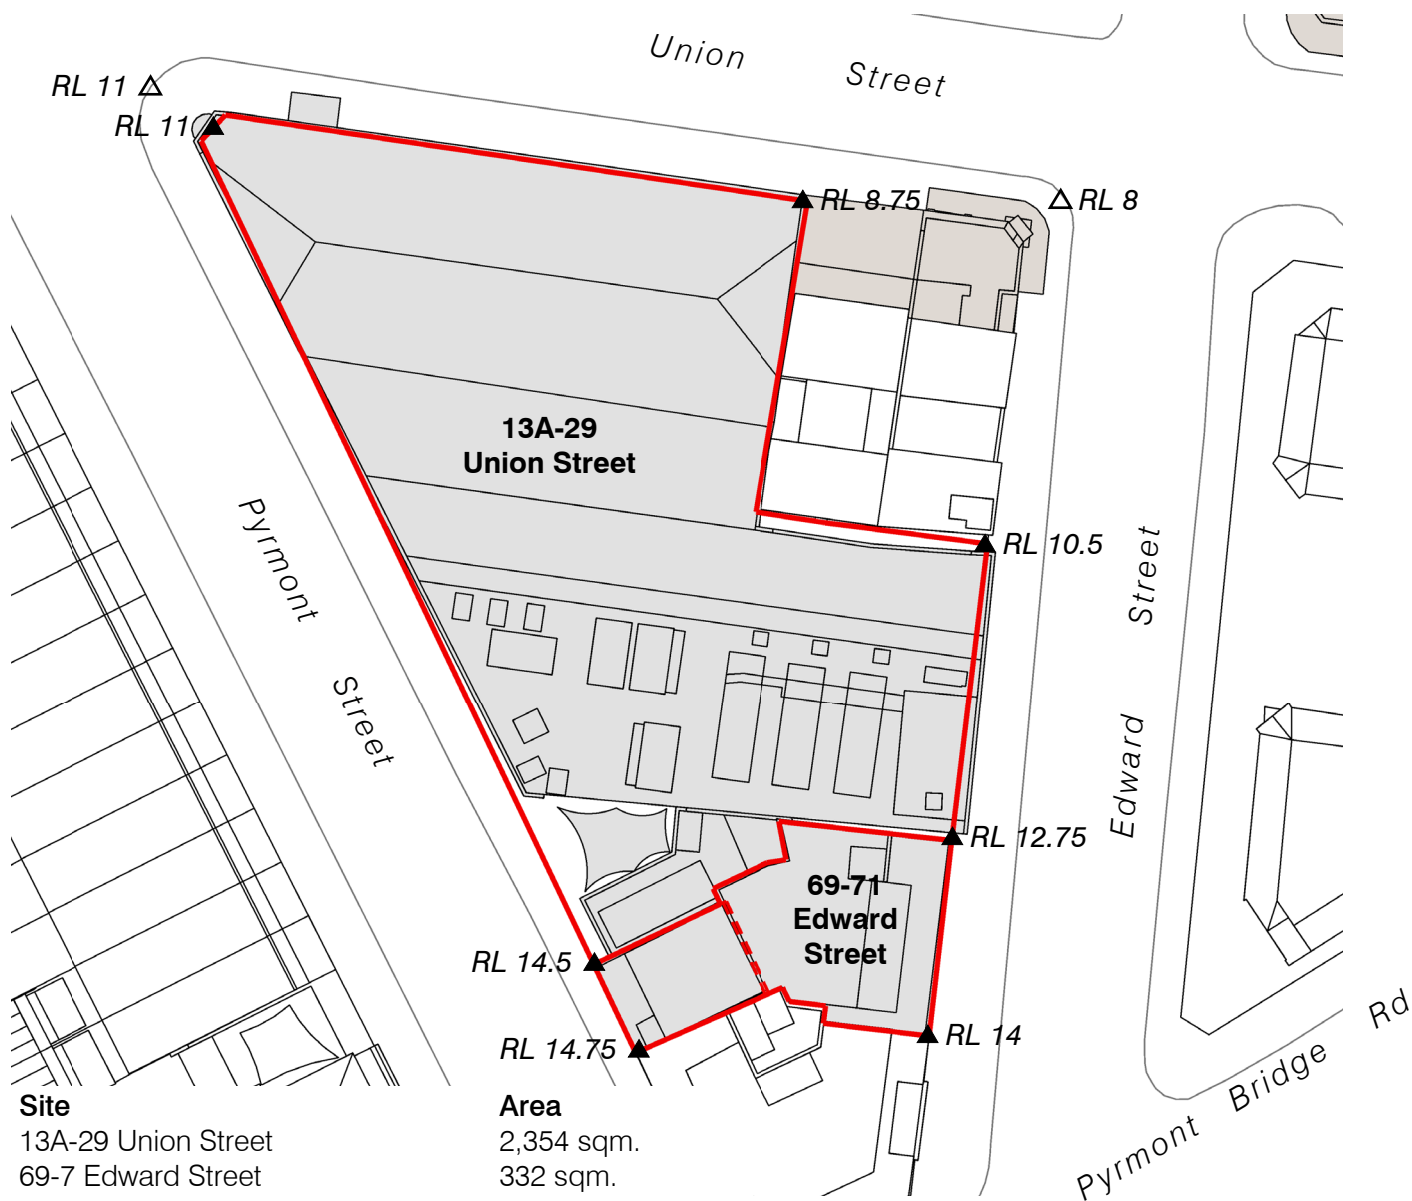 Union
Street
RL 11
RL 11
RL 8.75
RL 8
13A-29
Union Street
Pyrmont
Street
RL 10.5
Edward
Street
RL 12.75
69-71
Edward
Street
RL 14.5
RL 14.75
RL 14
Pyrmont Bridge Rd
Site
Area
13A-29 Union Street
2,354 sqm.
69-7 Edward Street
332 sqm.